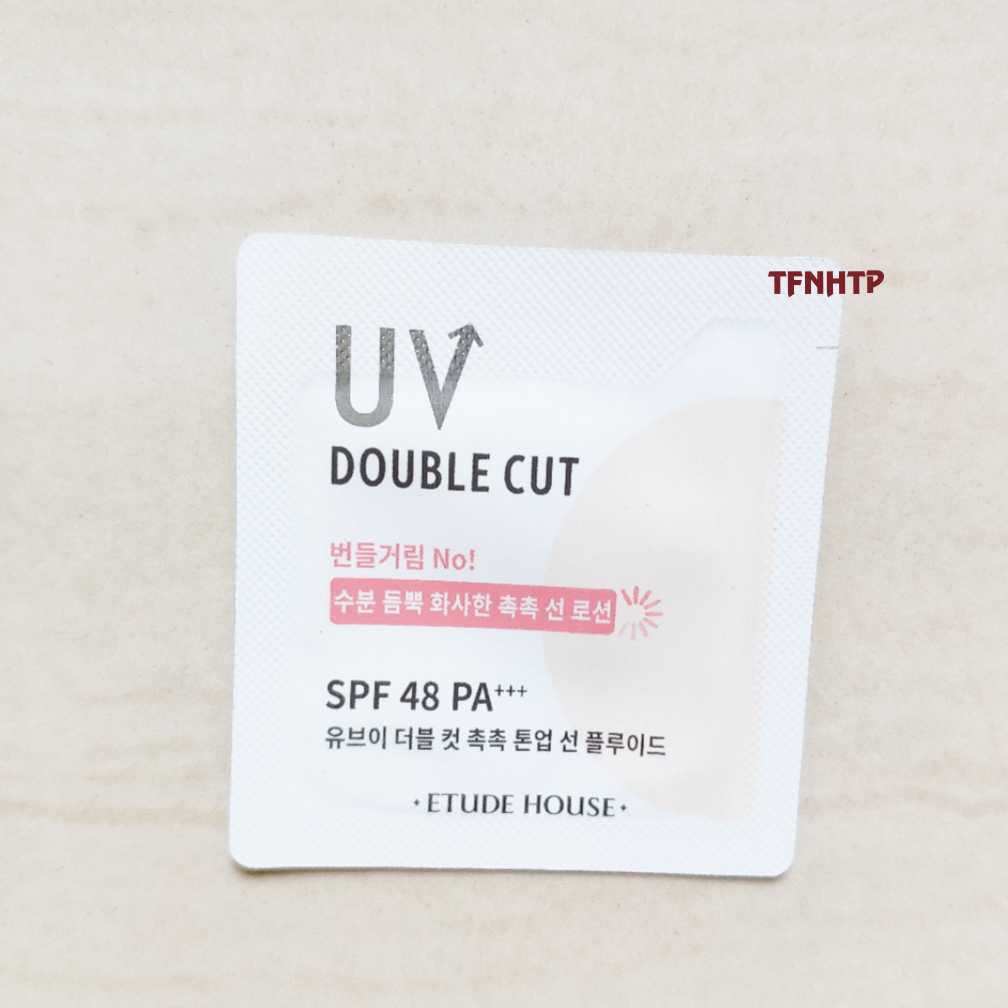 TFNHTP
UV
DOUBLE CUT
번들거림 No!
수분 듬뿍 화사한 촉촉 선 로션
SPF 48 PA+++
유브이 더블 컷 촉촉 톤업 선 플루이드
• ETUDE HOUSE •